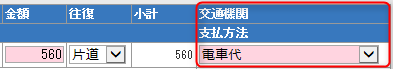 金額 往復 小計 交通機関
支払方法
560 片道 560 電車代